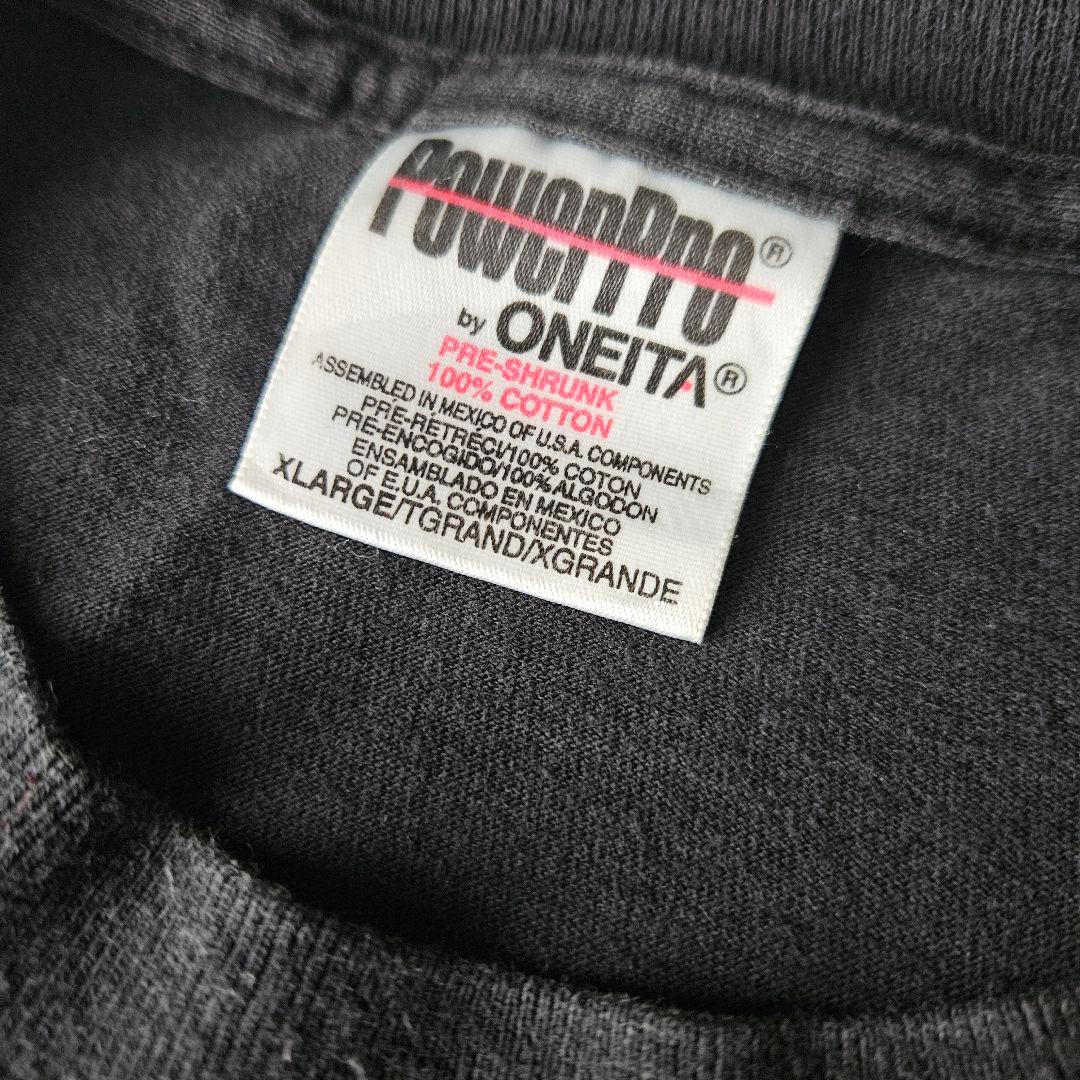 PowerPro®
by ONEITA®
PRE-SHRUNK
100% COTTON
ASSEMBLED IN MEXICO OF U.S.A. COMPONENTS
PRE-RETRECI/100% COTON
PRE-ENCOGIDO/100% ALGODON
ENSAMBLADO EN MEXICO
OF E.U.A. COMPONENTES
XLARGE/TGRAND/XGRANDE